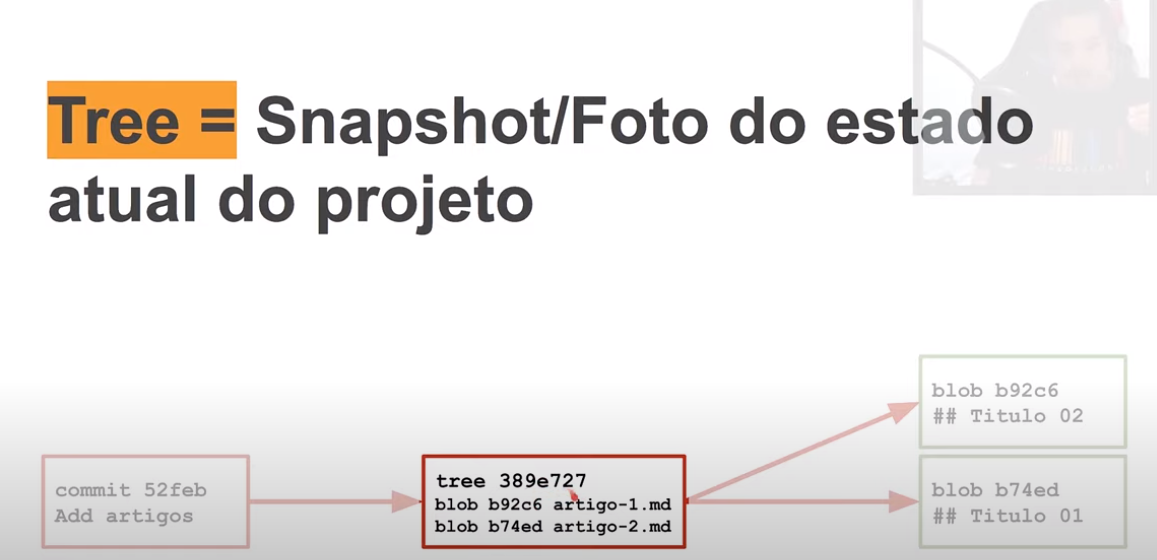 Tree = Snapshot/Foto do estado
atual do projeto
commit 52feb
Add artigos
tree 389e727
blob b92c6 artigo-1.md
blob b74ed artigo-2.md
blob b92c6
## Titulo 02
blob b74ed
## Titulo 01